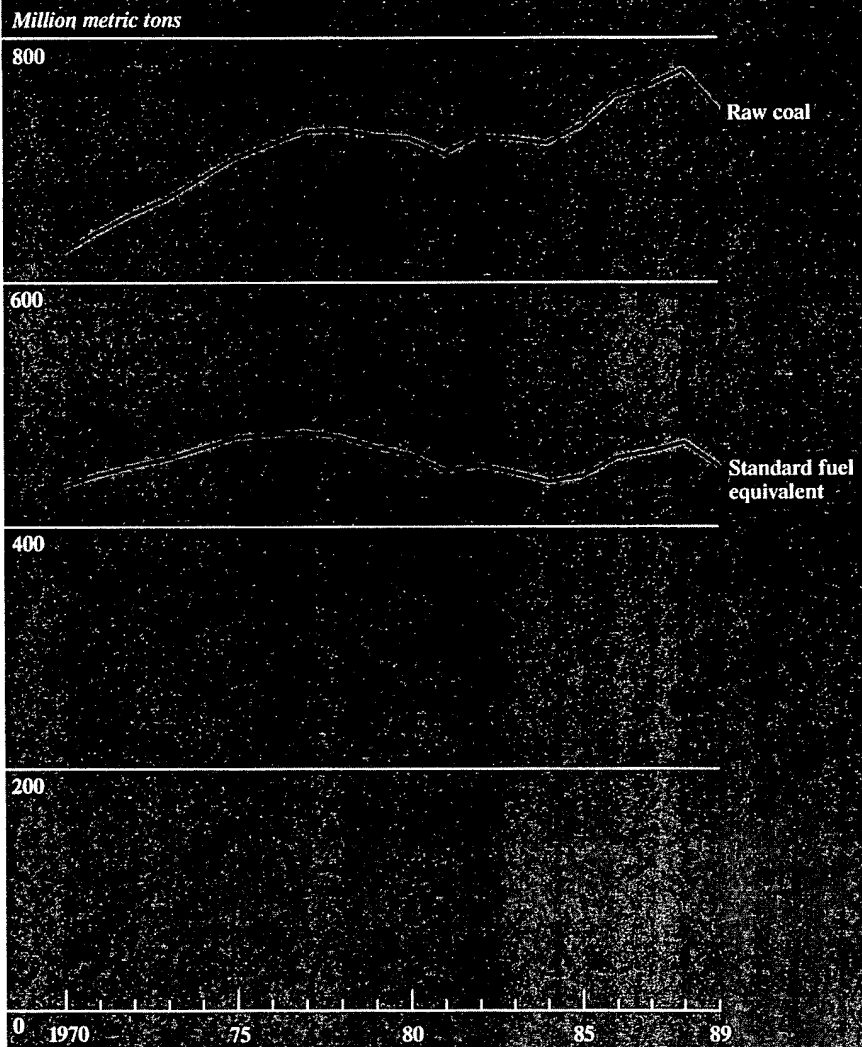 Million metric tons
800
Raw coal
600
Standard fuel
equivalent
400
200
0 1970 75 80 85 89